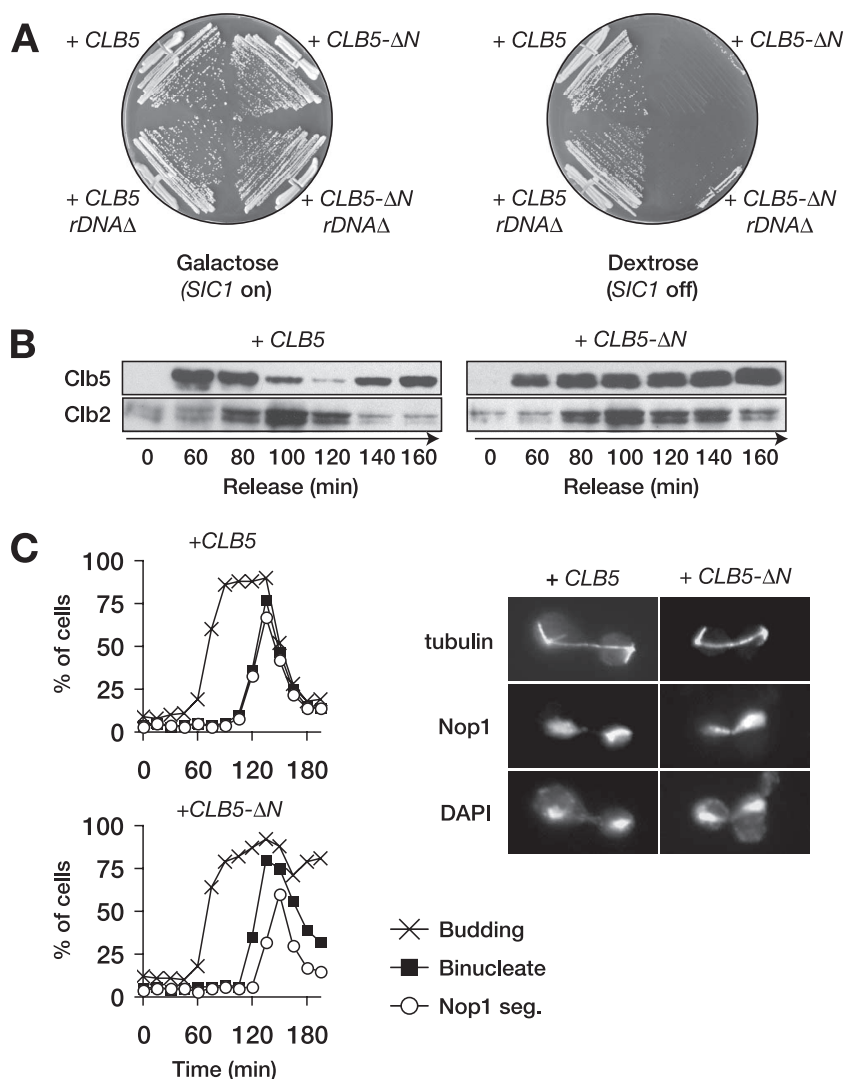 A
+ CLB5
+ CLB5-ΔN
+ CLB5
rDNAΔ
+ CLB5-ΔN
rDNAΔ
Galactose
(SIC1 on)
+ CLB5
+ CLB5-ΔN
+ CLB5
rDNAΔ
+ CLB5-ΔN
rDNAΔ
Dextrose
(SIC1 off)
B
+ CLB5
+ CLB5-ΔN
Clb5
Clb2
0 60 80 100 120 140 160
0 60 80 100 120 140 160
Release (min)
Release (min)
C
+CLB5
100
75
50
25
0
% of cells
0 60 120 180
+CLB5-ΔN
100
75
50
25
0
% of cells
0 60 120 180
Time (min)
+ CLB5
+ CLB5-ΔN
tubulin
Nop1
DAPI
Budding
Binucleate
Nop1 seg.